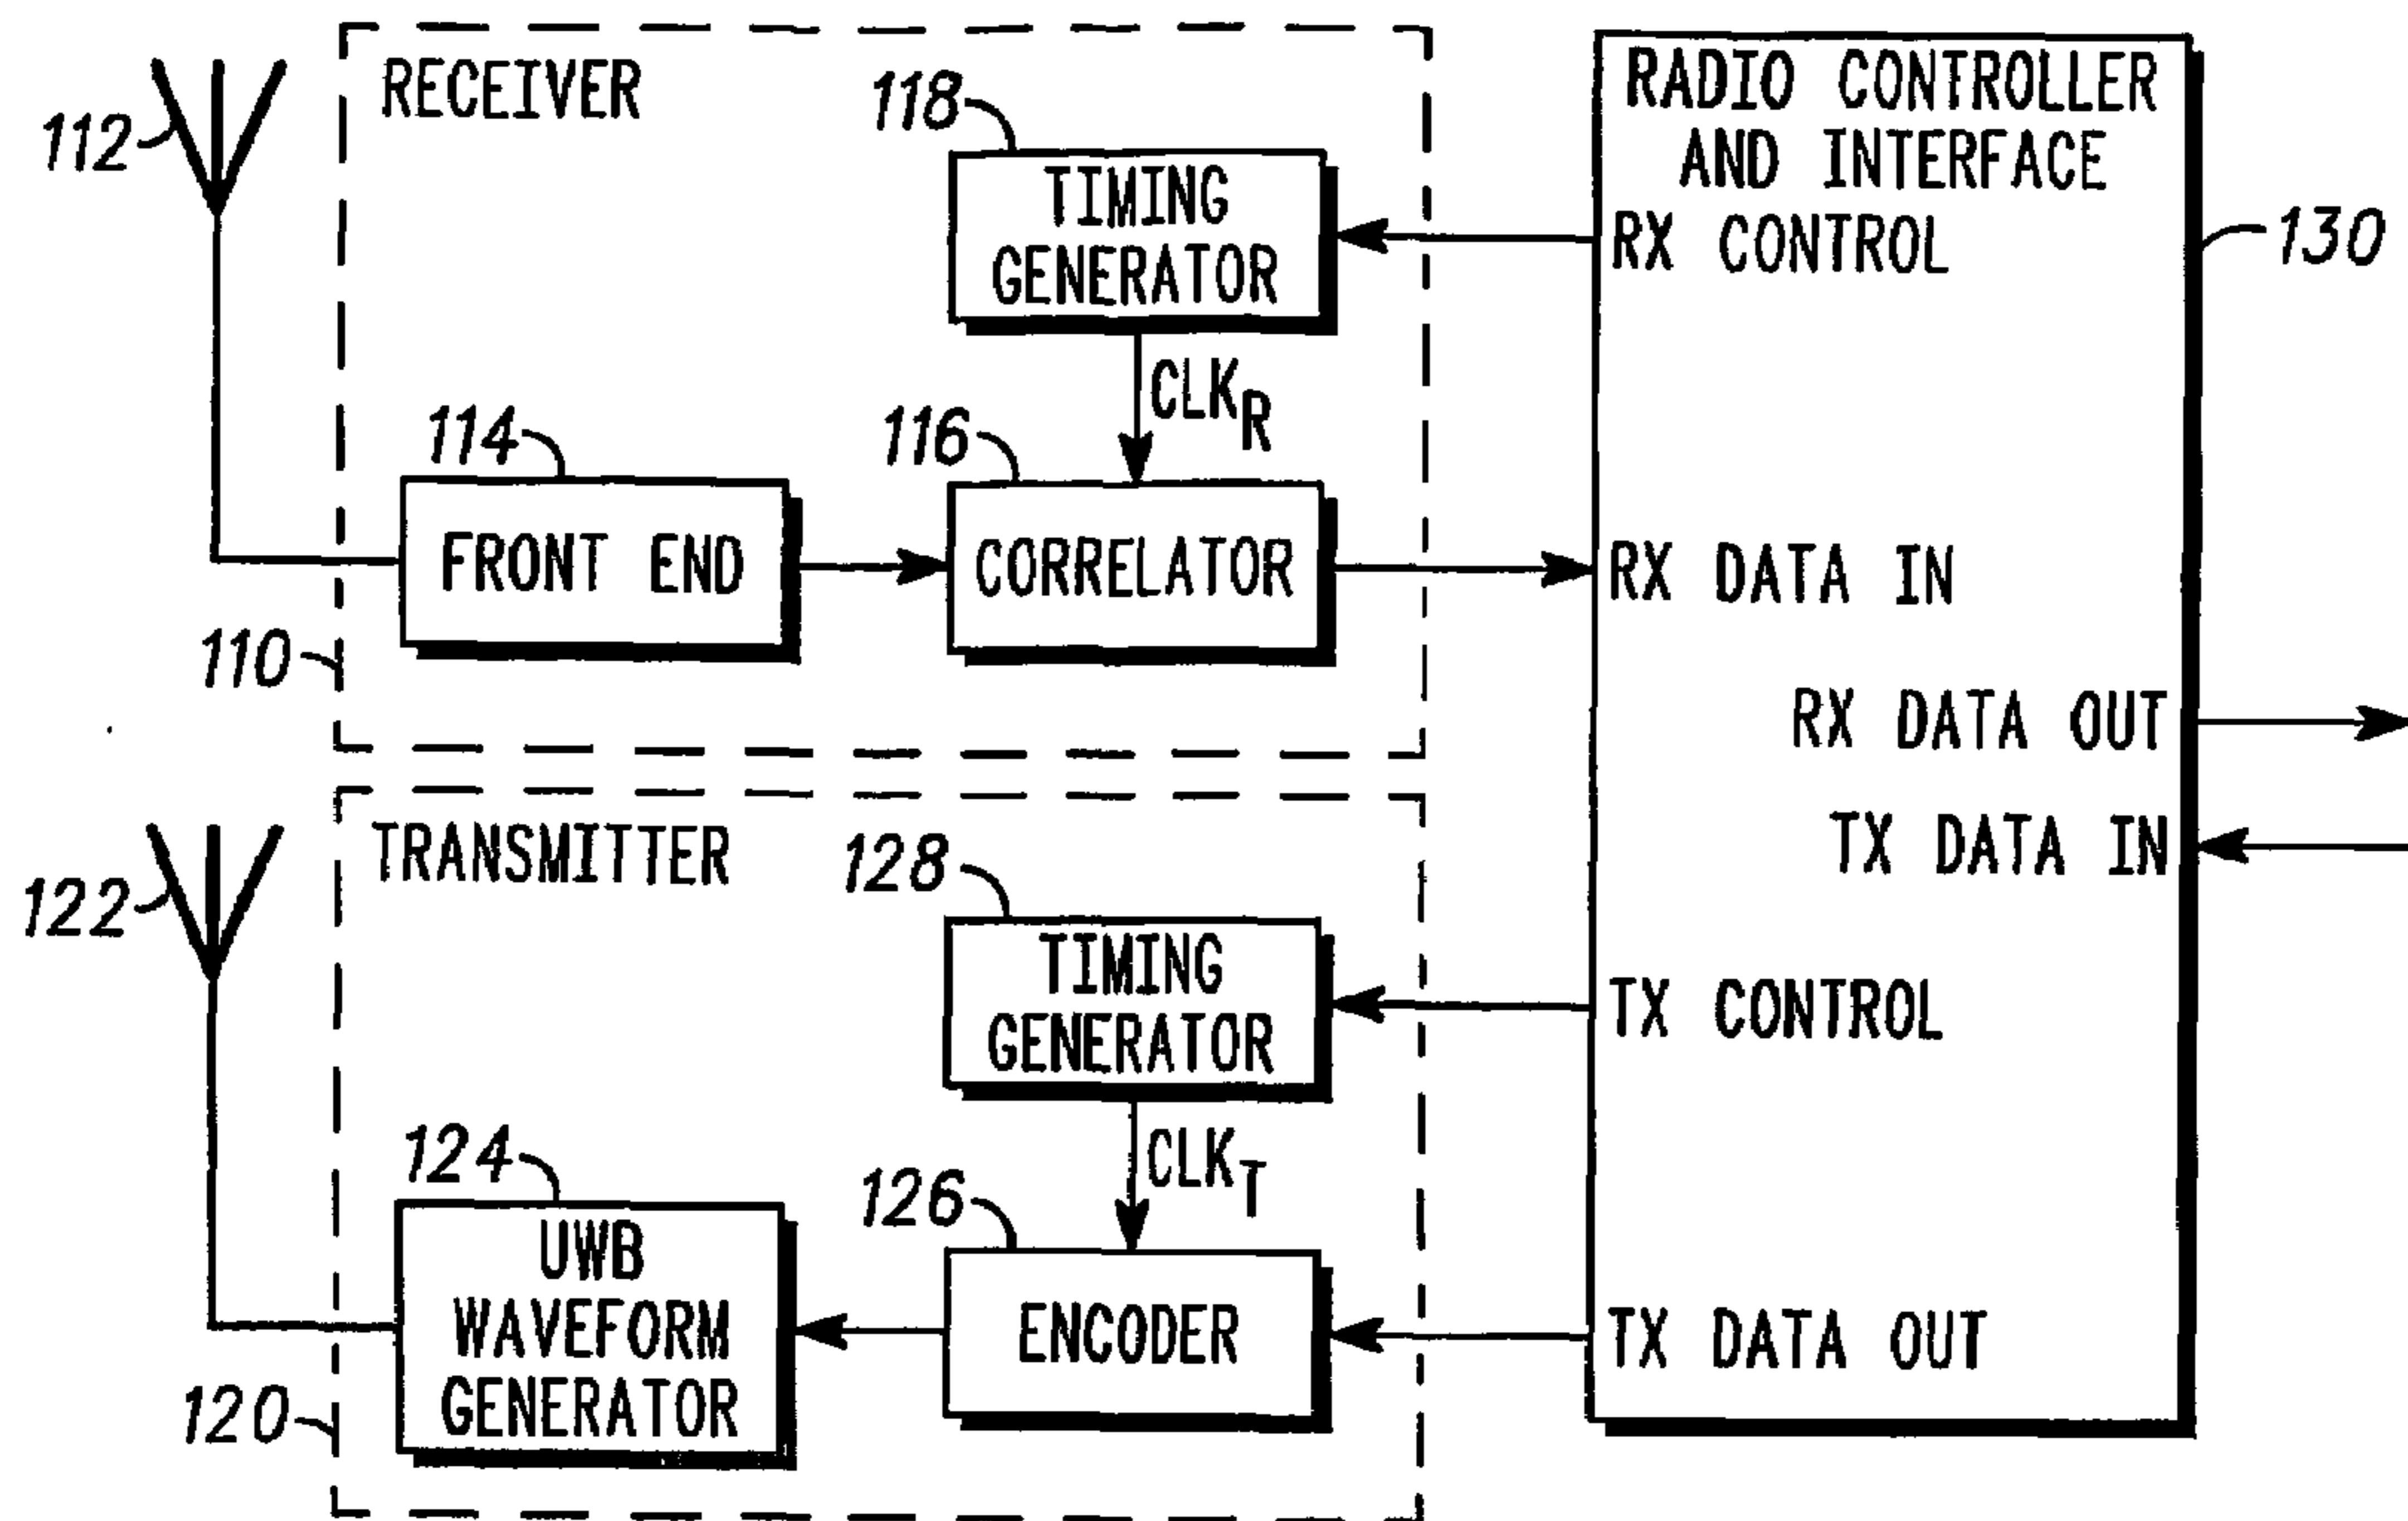 RECEIVER
112
118
TIMING
GENERATOR
CLKR
114
116
FRONT END
CORRELATOR
110
RADIO CONTROLLER
AND INTERFACE
RX CONTROL
130
RX DATA IN
RX DATA OUT
TX DATA IN
TX CONTROL
TX DATA OUT
TRANSMITTER
122
128
TIMING
GENERATOR
CLKT
124
126
UWB
WAVEFORM
GENERATOR
ENCODER
120